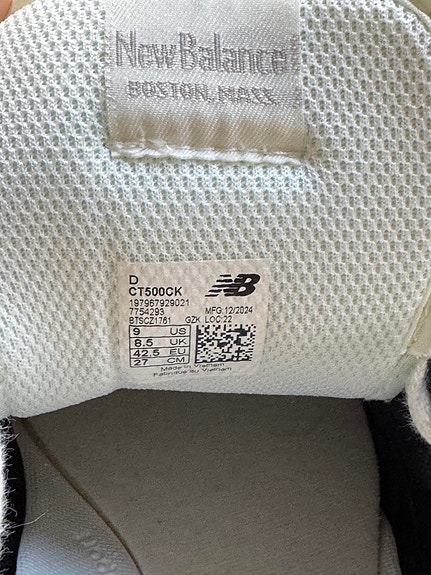 New Balance
BOSTON, MASS.
D
CT500CK
197967929021
7754293 MFG:12/2024
BTSCZ1761 GZK LOC:22
9 US
8.5 UK
42.5 EU
27 CM
Made in Vietnam
Fabriqué au Vietnam